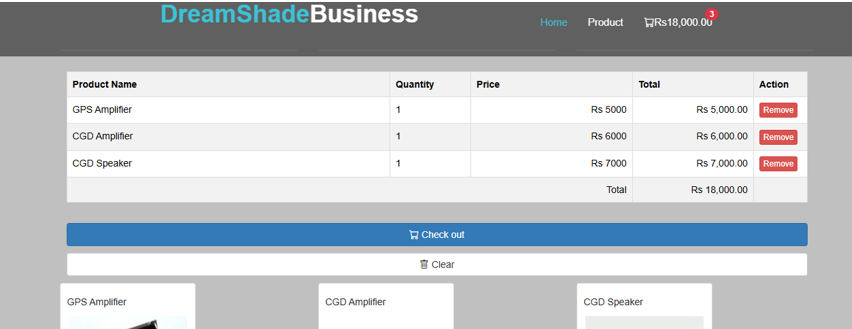 DreamShadeBusiness
Home Product Rs18,000.00 3
Product Name Quantity Price Total Action
GPS Amplifier 1 Rs 5000 Rs 5,000.00 Remove
CGD Amplifier 1 Rs 6000 Rs 6,000.00 Remove
CGD Speaker 1 Rs 7000 Rs 7,000.00 Remove
Total Rs 18,000.00
Check out
Clear
GPS Amplifier CGD Amplifier CGD Speaker